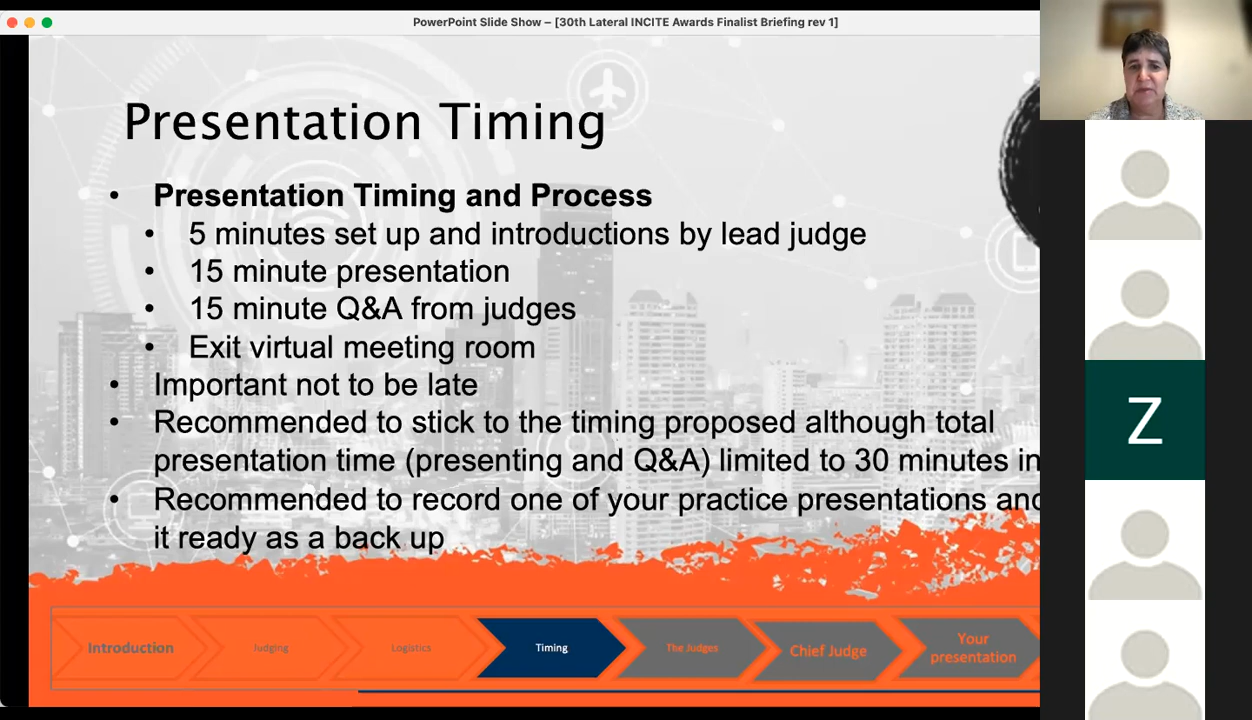 PowerPoint Slide Show – [30th Lateral INCITE Awards Finalist Briefing rev 1]
Presentation Timing
• Presentation Timing and Process
• 5 minutes set up and introductions by lead judge
• 15 minute presentation
• 15 minute Q&A from judges
• Exit virtual meeting room
• Important not to be late
• Recommended to stick to the timing proposed although total
presentation time (presenting and Q&A) limited to 30 minutes in
• Recommended to record one of your practice presentations and
it ready as a back up
Introduction
Judging
Logistics
Timing
The Judges
Chief Judge
Your
presentation
Z